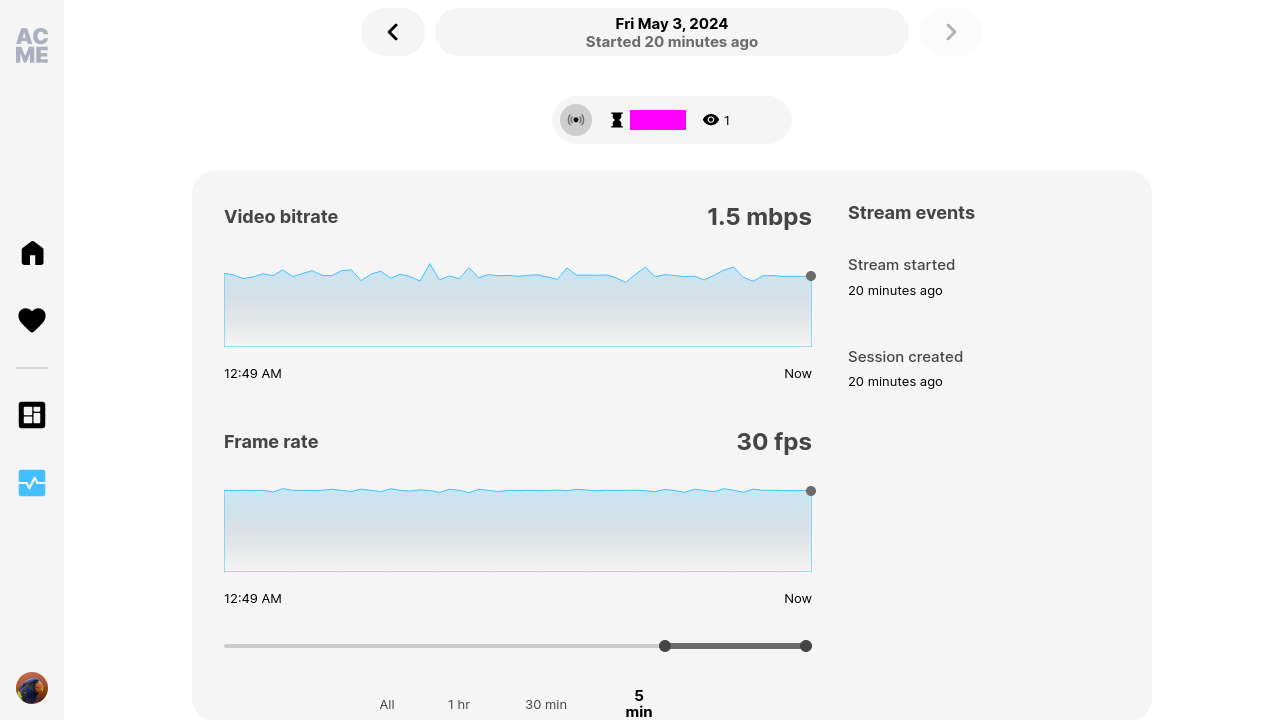 AC
ME
Fri May 3, 2024
Started 20 minutes ago
1
Video bitrate
1.5 mbps
12:49 AM
Now
Frame rate
30 fps
12:49 AM
Now
All
1 hr
30 min
5
min
Stream events
Stream started
20 minutes ago
Session created
20 minutes ago